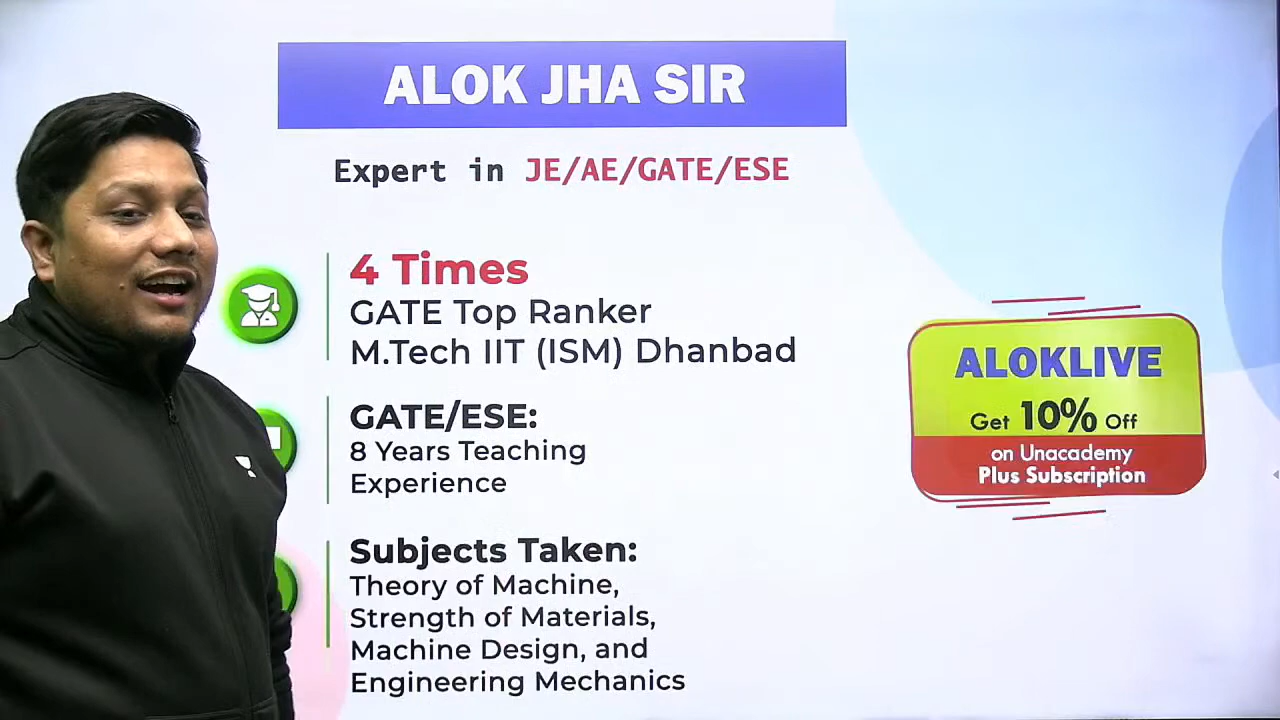 ALOK JHA SIR
Expert in JE/AE/GATE/ESE
4 Times
GATE Top Ranker
M.Tech IIT (ISM) Dhanbad
GATE/ESE:
8 Years Teaching
Experience
Subjects Taken:
Theory of Machine,
Strength of Materials,
Machine Design, and
Engineering Mechanics
ALOKLIVE
Get 10% Off
on Unacademy
Plus Subscription